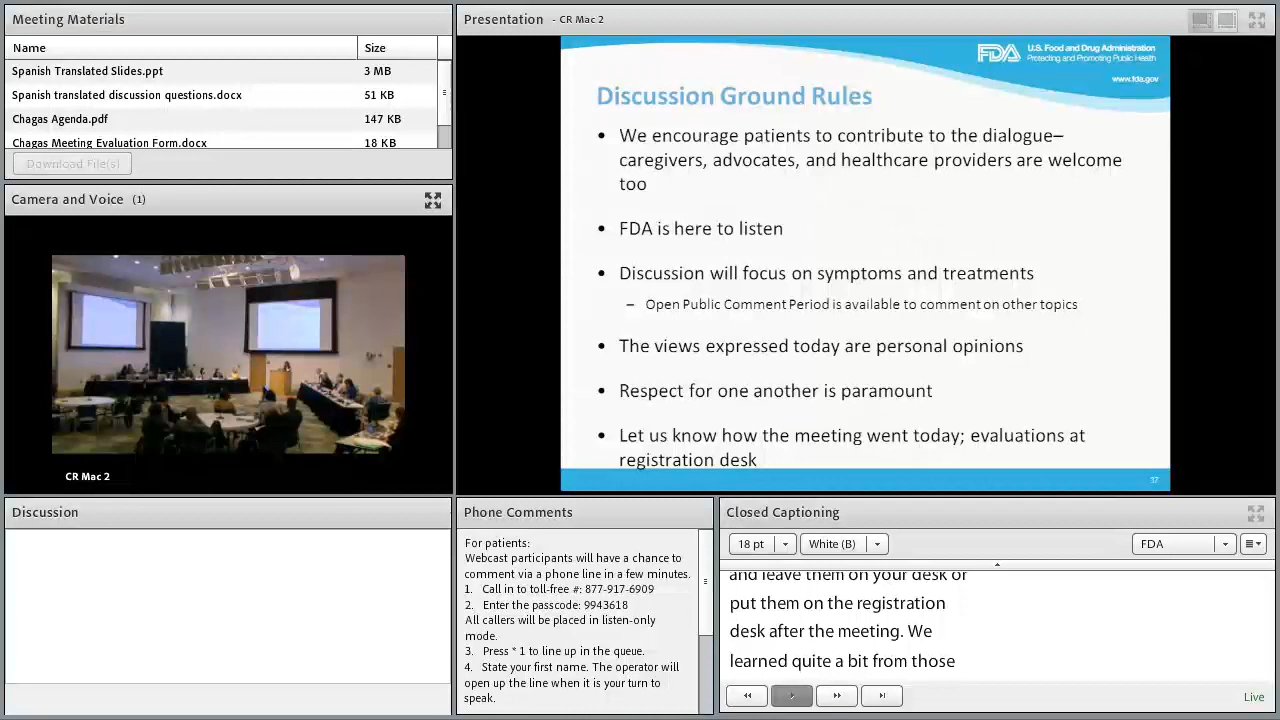 Meeting Materials
Name Size
Spanish Translated Slides.ppt 3 MB
Spanish translated discussion questions.docx 51 KB
Chagas Agenda.pdf 147 KB
Chagas Meeting Evaluation Form.docx 18 KB
Download File(s)
Camera and Voice (1)
CR Mac 2
Discussion
Presentation - CR Mac 2
FDA U.S. Food and Drug Administration
Protecting and Promoting Public Health
www.fda.gov
Discussion Ground Rules
• We encourage patients to contribute to the dialogue–
caregivers, advocates, and healthcare providers are welcome
too
• FDA is here to listen
• Discussion will focus on symptoms and treatments
– Open Public Comment Period is available to comment on other topics
• The views expressed today are personal opinions
• Respect for one another is paramount
• Let us know how the meeting went today; evaluations at
registration desk
17
Phone Comments
For patients:
Webcast participants will have a chance to
comment via a phone line in a few minutes.
1. Call in to toll-free #: 877-917-6909
2. Enter the passcode: 9943618
All callers will be placed in listen-only
mode.
3. Press * 1 to line up in the queue.
4. State your first name. The operator will
open up the line when it is your turn to
speak.
Closed Captioning
18 pt White (B) FDA
and leave them on your desk or
put them on the registration
desk after the meeting. We
learned quite a bit from those
Live